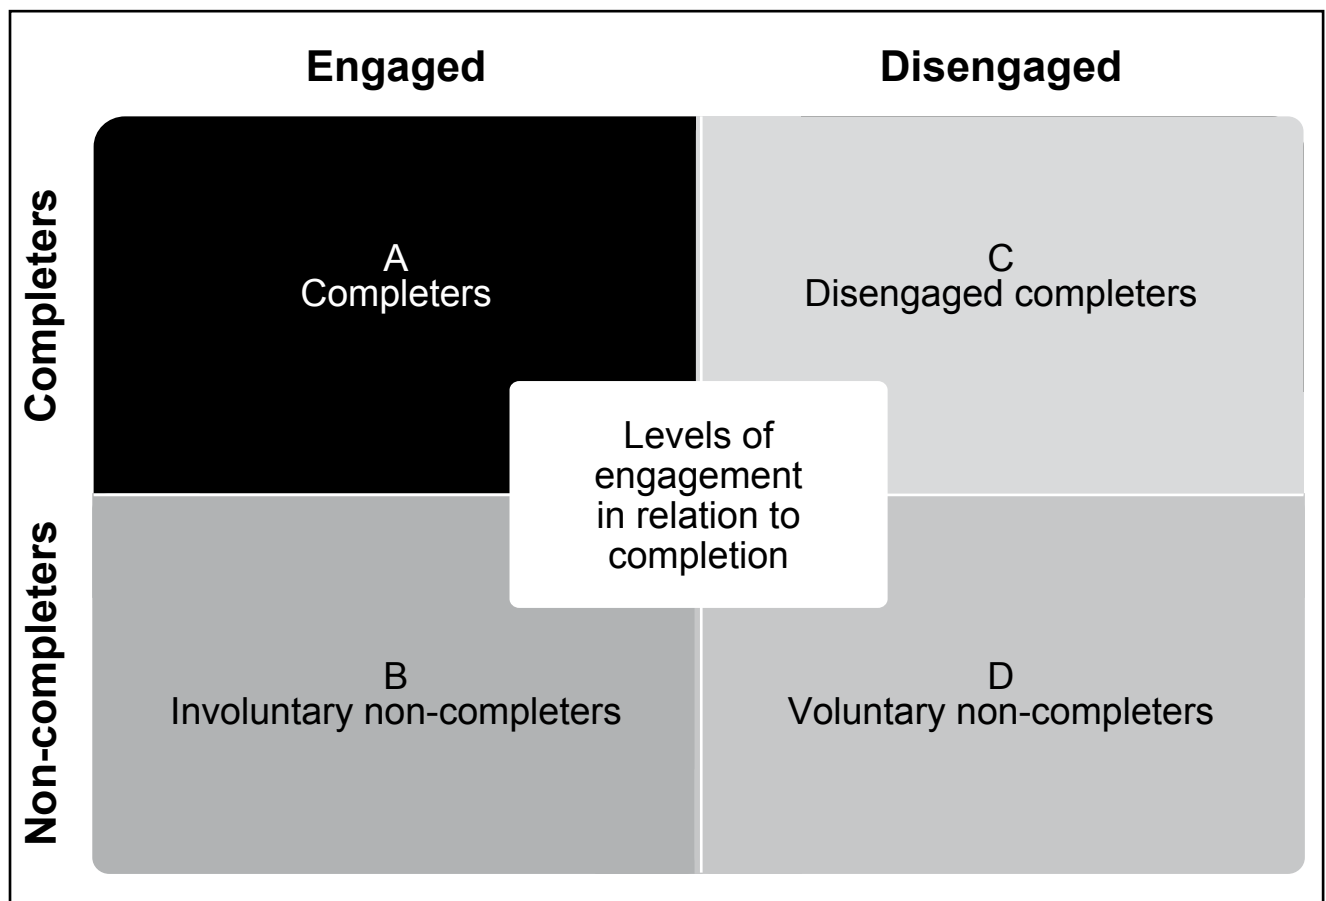 Engaged
Disengaged
Completers
A
Completers
C
Disengaged completers
Levels of
engagement
in relation to
completion
Non-completers
B
Involuntary non-completers
D
Voluntary non-completers